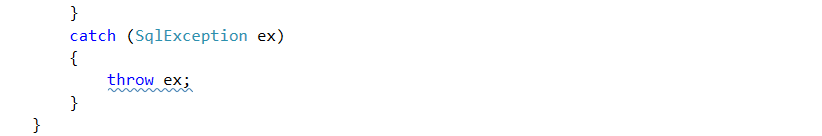 }
catch (SqlException ex)
{
throw ex;
}
}